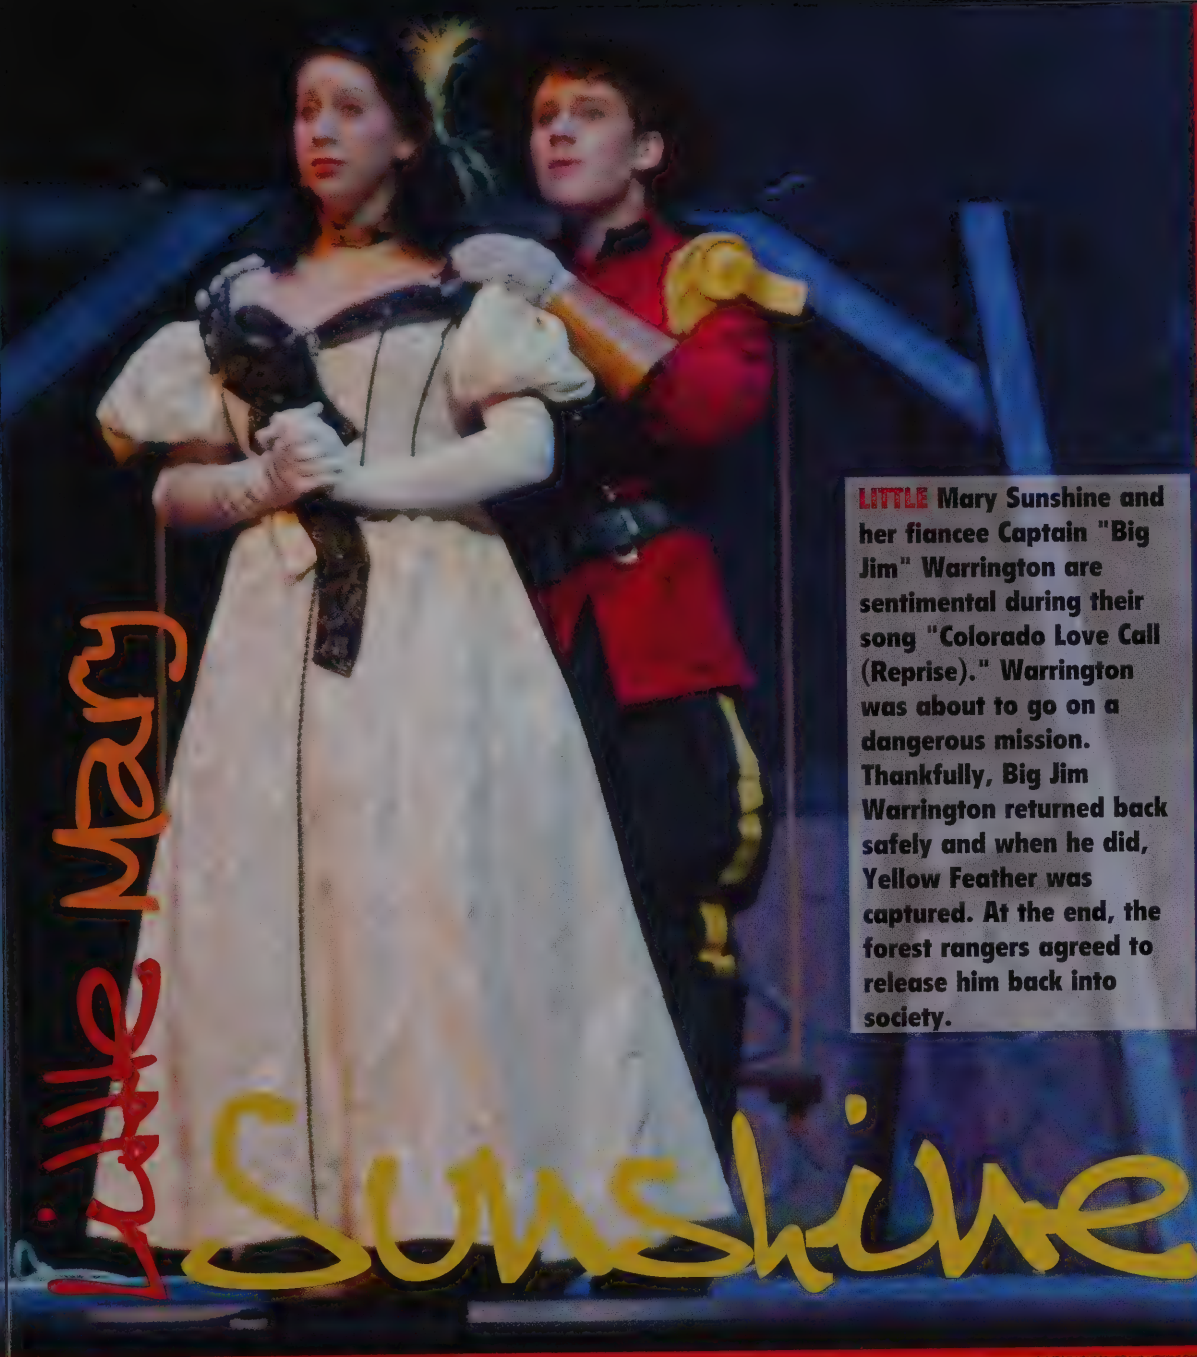 Little Mary
Sunshine
LITTLE Mary Sunshine and
her fiancee Captain "Big
Jim" Warrington are
sentimental during their
song "Colorado Love Call
(Reprise)." Warrington
was about to go on a
dangerous mission.
Thankfully, Big Jim
Warrington returned back
safely and when he did,
Yellow Feather was
captured. At the end, the
forest rangers agreed to
release him back into
society.